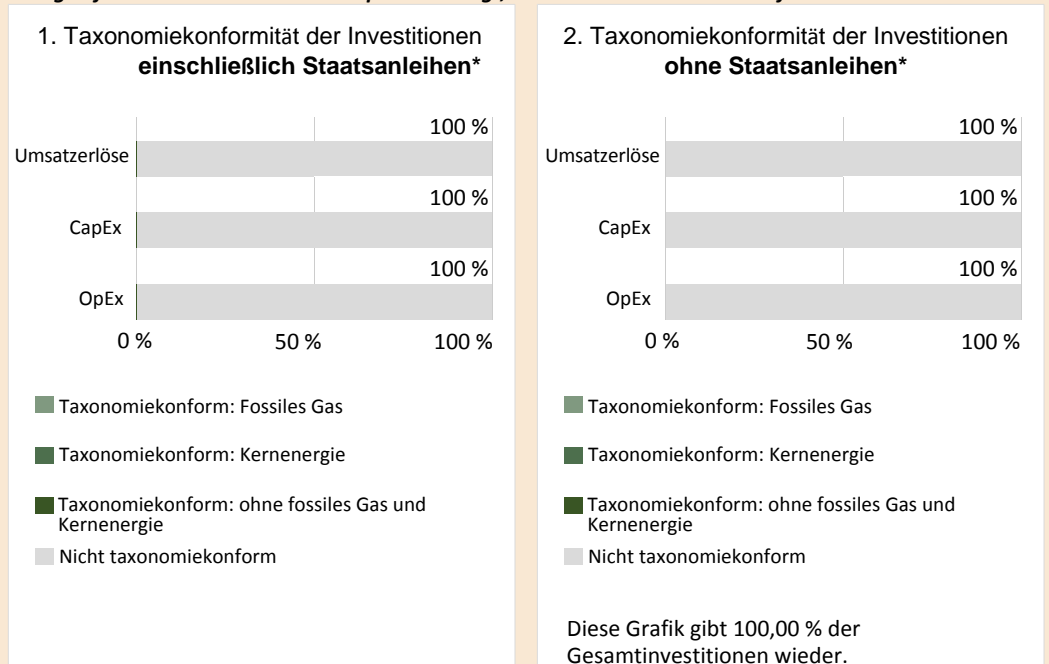 1. Taxonomiekonformität der Investitionen
einschließlich Staatsanleihen*
100 %
Umsatzerlöse
100 %
CapEx
100 %
OpEx
0 %
50 %
100 %
Taxonomiekonform: Fossiles Gas
Taxonomiekonform: Kernenergie
Taxonomiekonform: ohne fossiles Gas und
Kernenergie
Nicht taxonomiekonform
2. Taxonomiekonformität der Investitionen
ohne Staatsanleihen*
100 %
Umsatzerlöse
100 %
CapEx
100 %
OpEx
0 %
50 %
100 %
Taxonomiekonform: Fossiles Gas
Taxonomiekonform: Kernenergie
Taxonomiekonform: ohne fossiles Gas und
Kernenergie
Nicht taxonomiekonform
Diese Grafik gibt 100,00 % der
Gesamtinvestitionen wieder.